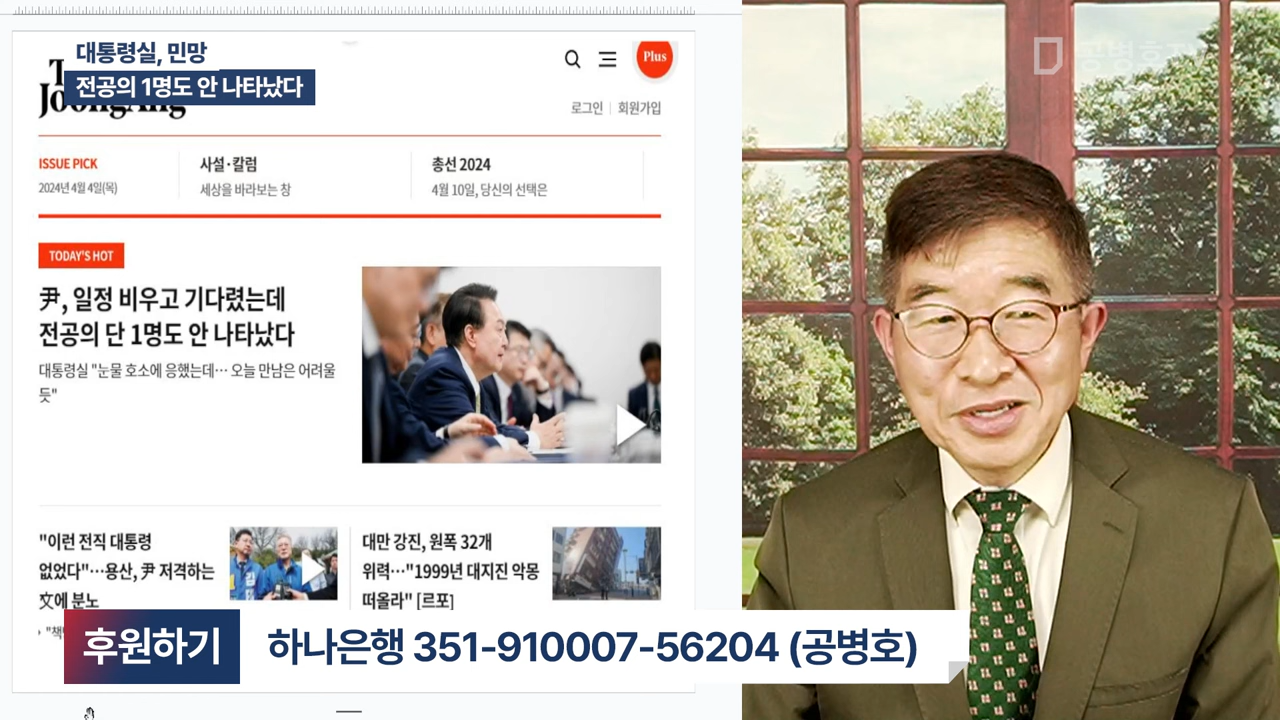 대통령실, 민망
전공의 1명도 안 나타났다
JoongAng
Plus
로그인 | 회원가입
ISSUE PICK
2024년 4월 4일(목)
사설·칼럼
세상을 바라보는 창
총선 2024
4월 10일, 당신의 선택은
TODAY'S HOT
尹, 일정 비우고 기다렸는데
전공의 단 1명도 안 나타났다
대통령실 "눈물 호소에 응했는데… 오늘 만남은 어려울
듯"
"이런 전직 대통령
없었다"…용산, 尹 저격하는
文에 분노
대만 강진, 원폭 32개
위력…"1999년 대지진 악몽
떠올라" [르포]
후원하기
하나은행 351-910007-56204 (공병호)
공병호